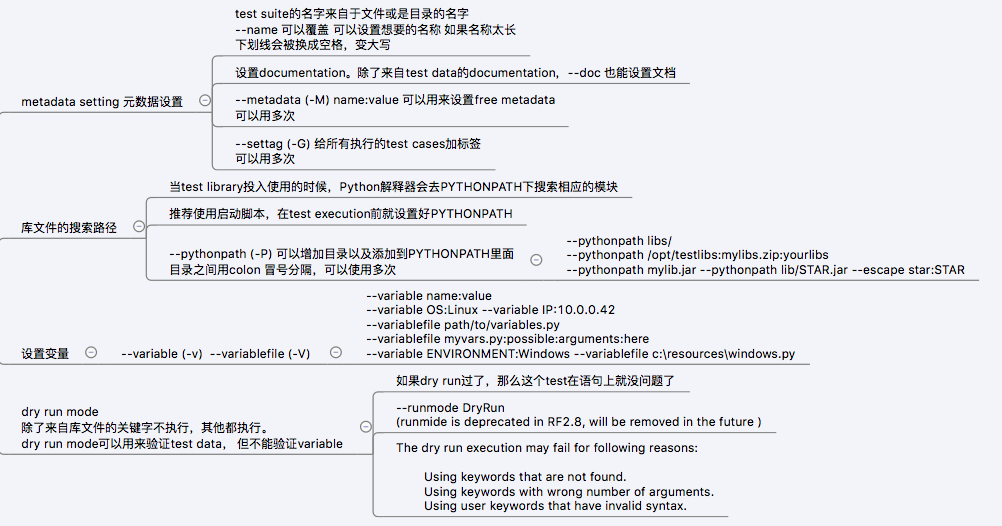 test suite的名字来自于文件或是目录的名字
--name 可以覆盖 可以设置想要的名称 如果名称太长
下划线会被换成空格，变大写
设置documentation。除了来自test data的documentation，--doc 也能设置文档
metadata setting 元数据设置
--metadata (-M) name:value 可以用来设置free metadata
可以用多次
--settag (-G) 给所有执行的test cases加标签
可以用多次
当test library投入使用的时候，Python解释器会去PYTHONPATH下搜索相应的模块
推荐使用启动脚本，在test execution前就设置好PYTHONPATH
库文件的搜索路径
--pythonpath (-P) 可以增加目录以及添加到PYTHONPATH里面
目录之间用colon 冒号分隔，可以使用多次
--pythonpath libs/
--pythonpath /opt/testlibs:mylibs.zip:yourlibs
--pythonpath mylib.jar --pythonpath lib/STAR.jar --escape star:STAR
设置变量
--variable (-v)  --variablefile (-V)
--variable name:value
--variable OS:Linux --variable IP:10.0.0.42
--variablefile path/to/variables.py
--variablefile myvars.py:possible:arguments:here
--variable ENVIRONMENT:Windows --variablefile c:\resources\windows.py
dry run mode
除了来自库文件的关键字不执行，其他都执行。
dry run mode可以用来验证test data， 但不能验证variable
如果dry run过了，那么这个test在语句上就没问题了
--runmode DryRun
(runmide is deprecated in RF2.8, will be removed in the future )
The dry run execution may fail for following reasons:
Using keywords that are not found.
Using keywords with wrong number of arguments.
Using user keywords that have invalid syntax.